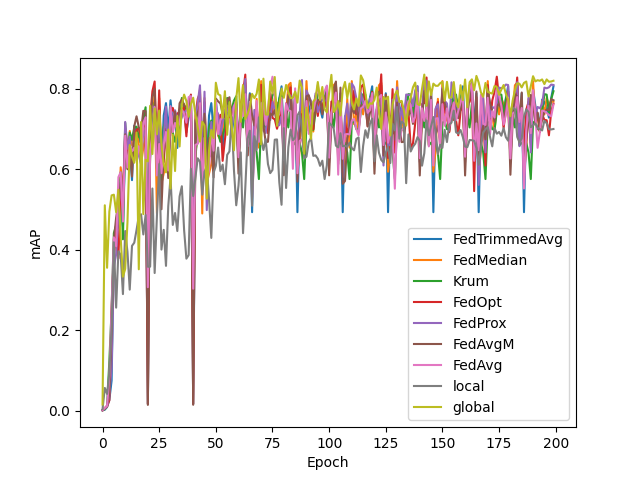 mAP
0.8
0.6
0.4
0.2
0.0
0
25
50
75
100
125
150
175
200
Epoch
FedTrimmedAvg
FedMedian
Krum
FedOpt
FedProx
FedAvgM
FedAvg
local
global